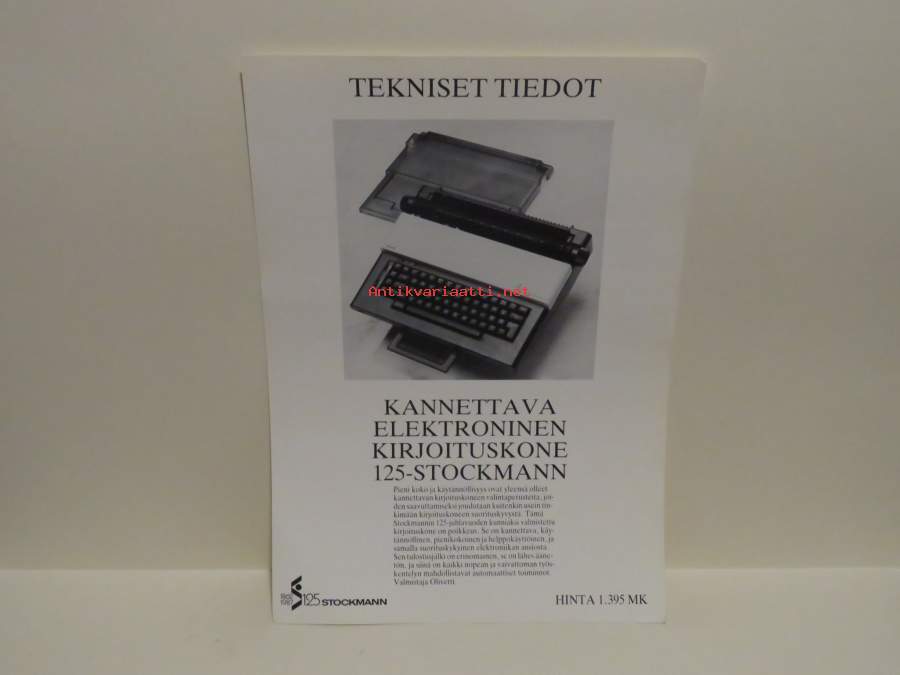 TEKNISET TIEDOT
Antikvariaatti.net
KANNETTAVA
ELEKTRONINEN
KIRJOITUSKONE
125-STOCKMANN
Pieni koko ja käytännöllisyys ovat yleensä olleet
kannettavan kirjoituskoneen valintaperusteita, joi-
den saavuttamiseksi joudutaan kuitenkin usein tin-
kimään kirjoituskoneen suorituskyvystä. Tämä
Stockmannin 125-juhlavuoden kunniaksi valmistettu
kirjoituskone on poikkeus. Se on kannettava, käy-
tännöllinen, pienikokoinen ja helppokäyttöinen, ja
samalla suorituskykyinen elektroniikan ansiosta.
Sen tulostusjälki on erinomainen, se on lähes ääne-
tön, ja siinä on kaikki nopean ja vaivattoman työs-
kentelyn mahdollistavat automaattiset toiminnot.
Valmistaja Olivetti.
1862
1987
125 STOCKMANN
HINTA 1.395 MK